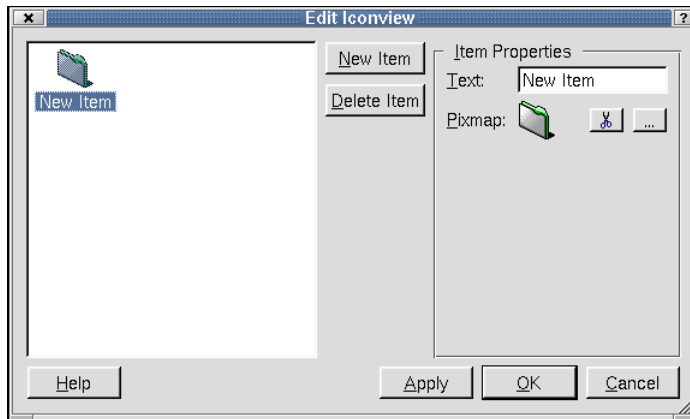 Edit Iconview
?
New Item
New Item
Delete Item
Item Properties
Text: New Item
Pixmap: ...
Help
Apply
OK
Cancel